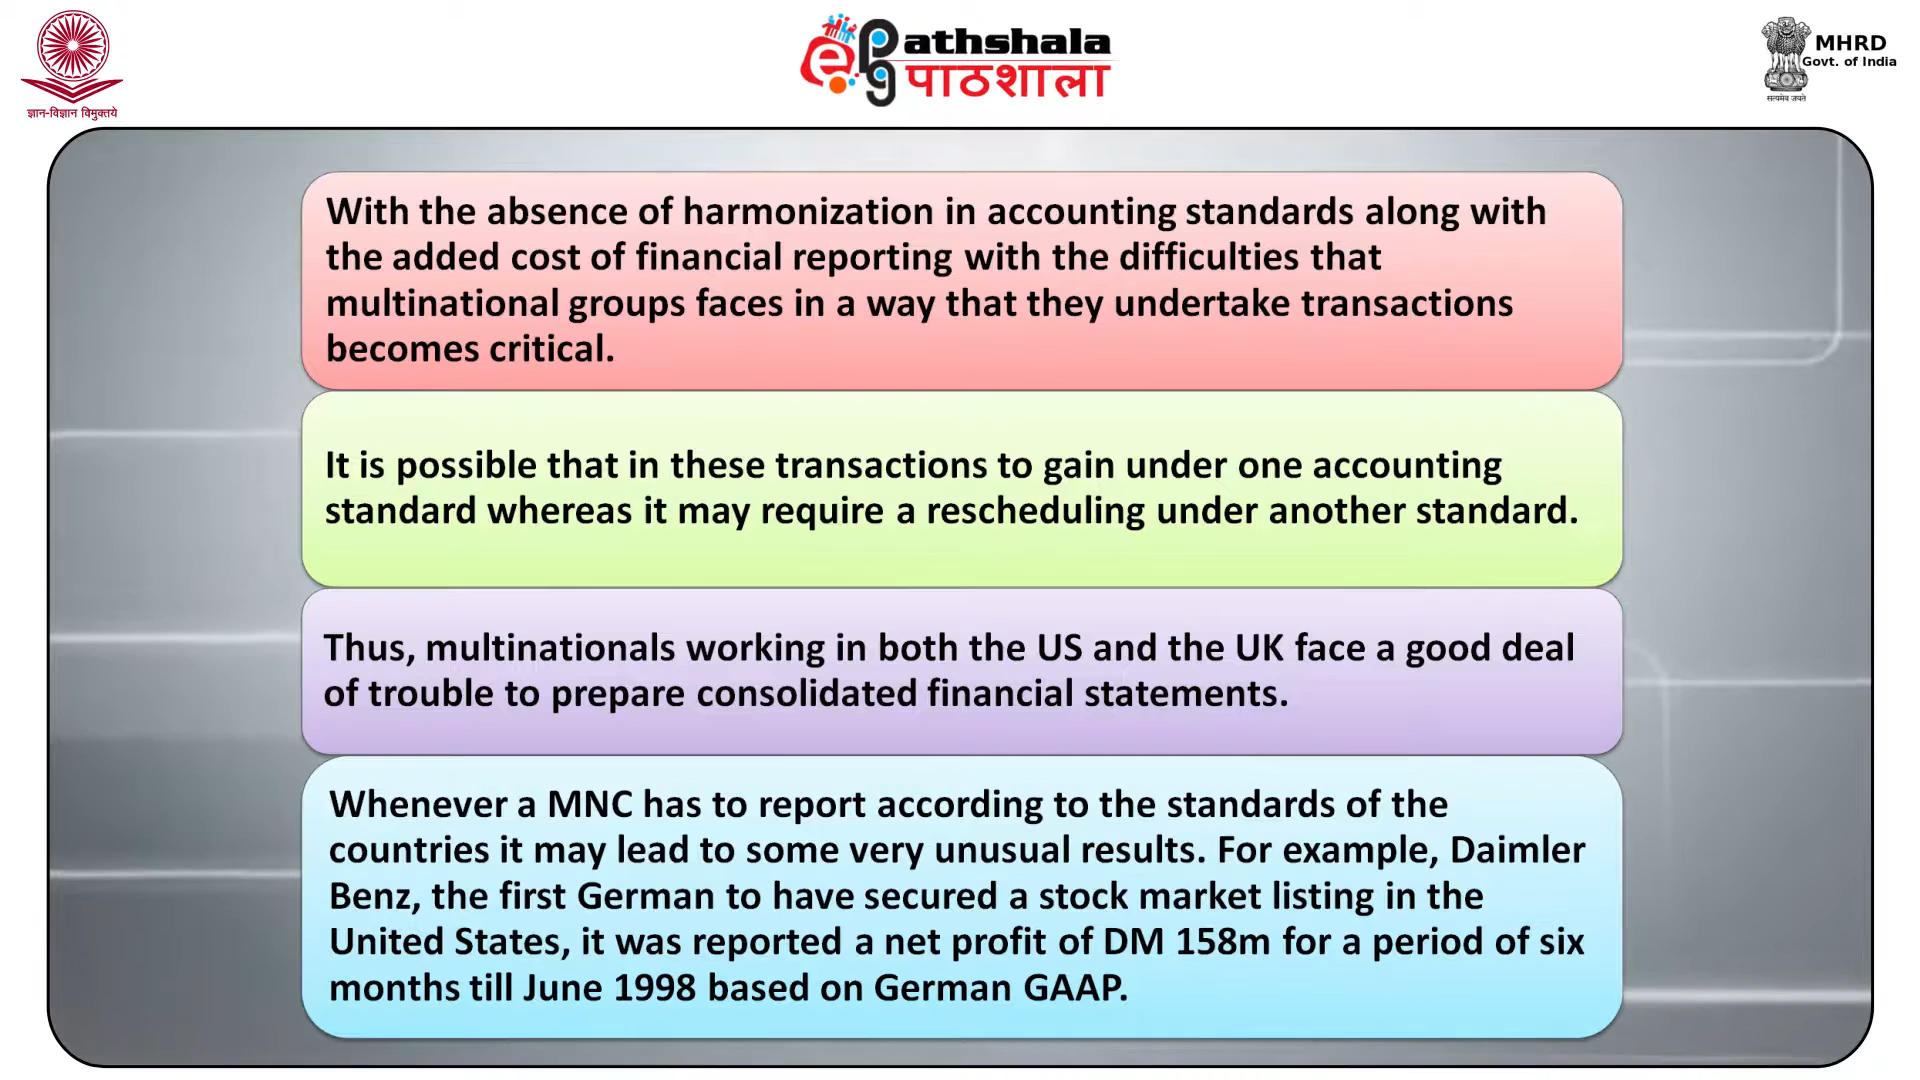 ज्ञान-विज्ञान विमुक्तये
e
pg
athshala
पाठशाला
MHRD
Govt. of India
सत्यमेव जयते
With the absence of harmonization in accounting standards along with
the added cost of financial reporting with the difficulties that
multinational groups faces in a way that they undertake transactions
becomes critical.
It is possible that in these transactions to gain under one accounting
standard whereas it may require a rescheduling under another standard.
Thus, multinationals working in both the US and the UK face a good deal
of trouble to prepare consolidated financial statements.
Whenever a MNC has to report according to the standards of the
countries it may lead to some very unusual results. For example, Daimler
Benz, the first German to have secured a stock market listing in the
United States, it was reported a net profit of DM 158m for a period of six
months till June 1998 based on German GAAP.